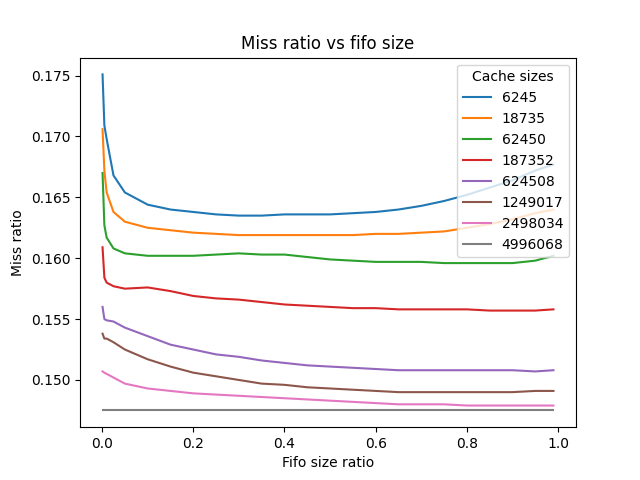 Miss ratio vs fifo size
Miss ratio
0.175
0.170
0.165
0.160
0.155
0.150
Cache sizes
6245
18735
62450
187352
624508
1249017
2498034
4996068
0.0 0.2 0.4 0.6 0.8 1.0
Fifo size ratio